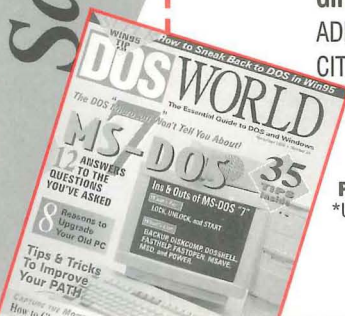 So
ADI
CIT
*U
WIN95
TIP
How to Sneak Back to DOS in Win95
DOS WORLD
The Essential Guide to DOS and Windows
The DOS Won't Tell You About!
MS-DOS 7
12 ANSWERS
TO THE
QUESTIONS
YOU'VE ASKED
35
TIPS
Inside
Ins & Outs of MS-DOS "7"
LOCK, UNLOCK, and START
BACKUP, DISKCOMP, DOSSHELL,
FASTHELP, FASTOPEN, MSAVE,
MSD, and POWER.
8 Reasons to
Upgrade
Your Old PC
Tips & Tricks
To Improve
Your PATH
How to